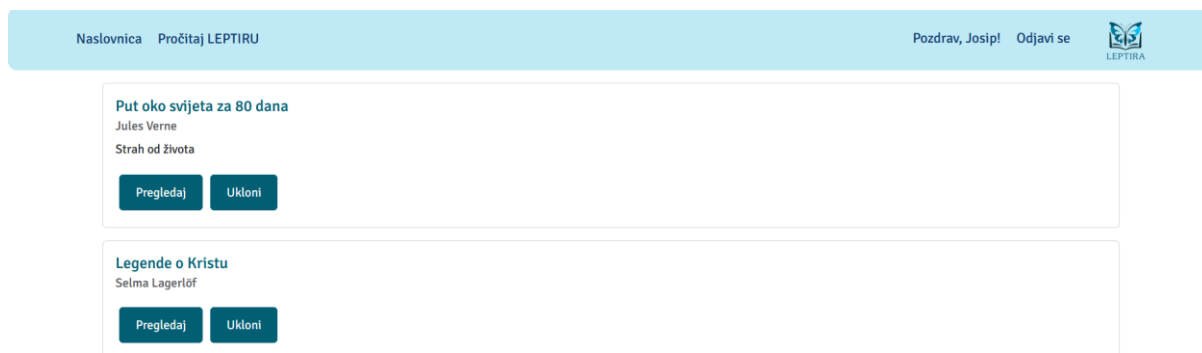 Naslovnica Pročitaj LEPTIRU Pozdrav, Josip! Odjavi se
LEPTIRA
Put oko svijeta za 80 dana
Jules Verne
Strah od života
Pregledaj Ukloni
Legende o Kristu
Selma Lagerlöf
Pregledaj Ukloni